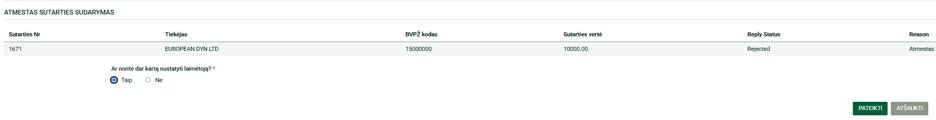 ATMESTAS SUTARTIES SUDARYMAS
Sutarties Nr Tiekėjas BVPŽ kodas Sutarties vertė Reply Status Reason
1671 EUROPEAN DYN LTD 15000000 10000.00 Rejected Atmestas
Ar norite dar kartą nustatyti laimėtoją? *
Taip Ne
PATEIKTI ATŠAUKTI